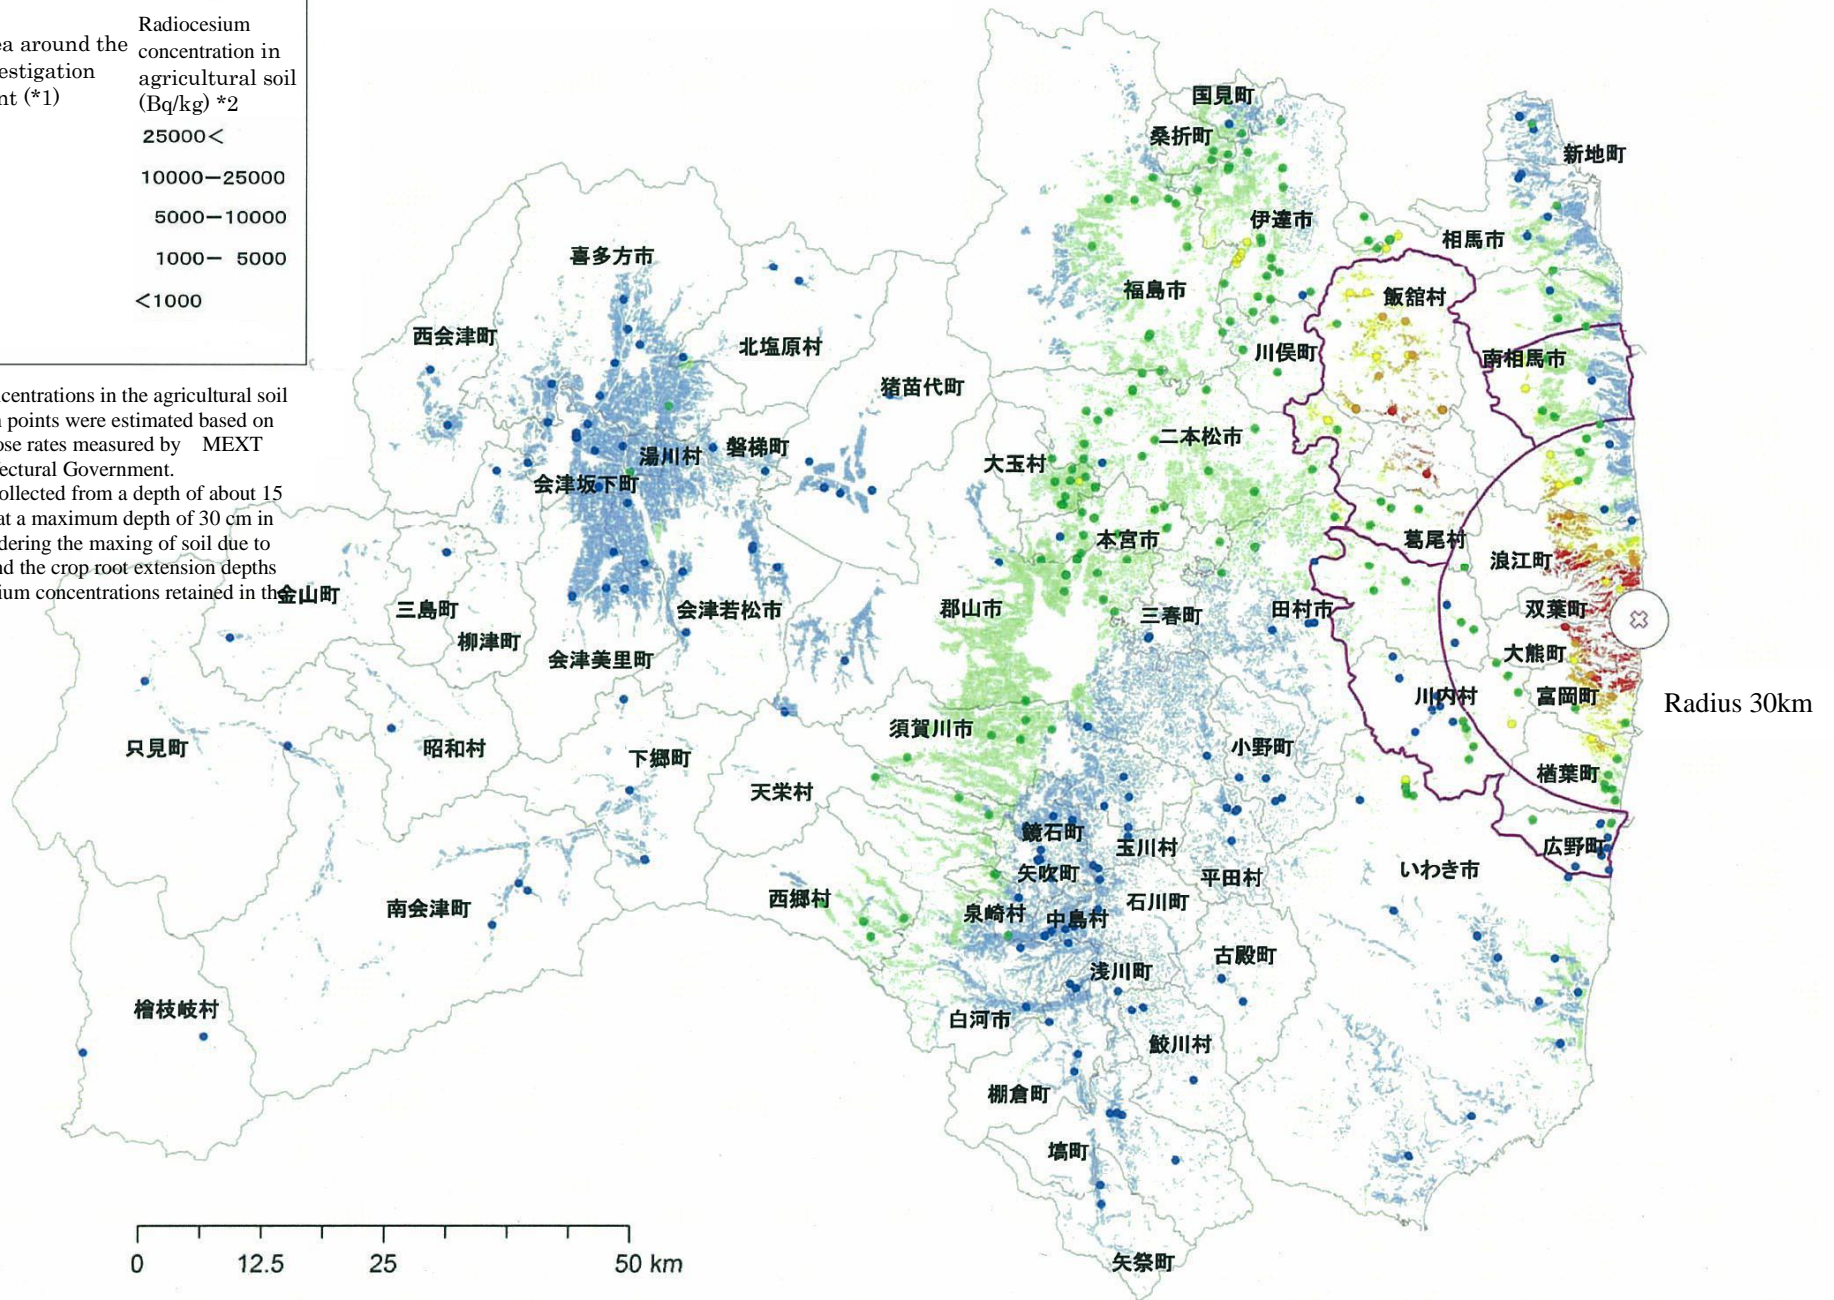 Radiocesium
ea around the concentration in
estigation agricultural soil
nt (*1) (Bq/kg) *2
25000<
10000−25000
5000−10000
1000− 5000
<1000
centrations in the agricultural soil
n points were estimated based on
ose rates measured by MEXT
ectural Government.
ollected from a depth of about 15
at a maximum depth of 30 cm in
dering the maxing of soil due to
nd the crop root extension depths
ium concentrations retained in th
国見町
桑折町
新地町
伊達市
相馬市
喜多方市
福島市
飯舘村
西会津町
北塩原村
川俣町
南相馬市
猪苗代町
二本松市
磐梯町
湯川村
大玉村
会津坂下町
本宮市
葛尾村
浪江町
金山町
三島町
会津若松市
郡山市
三春町
田村市
双葉町
柳津町
会津美里町
大熊町
川内村
富岡町
Radius 30km
只見町
昭和村
下郷町
須賀川市
小野町
楢葉町
天栄村
鏡石町
玉川村
広野町
矢吹町
平田村
いわき市
西郷村
南会津町
泉崎村
中島村
石川町
古殿町
浅川町
檜枝岐村
白河市
鮫川村
棚倉町
塙町
矢祭町
0 12.5 25 50 km